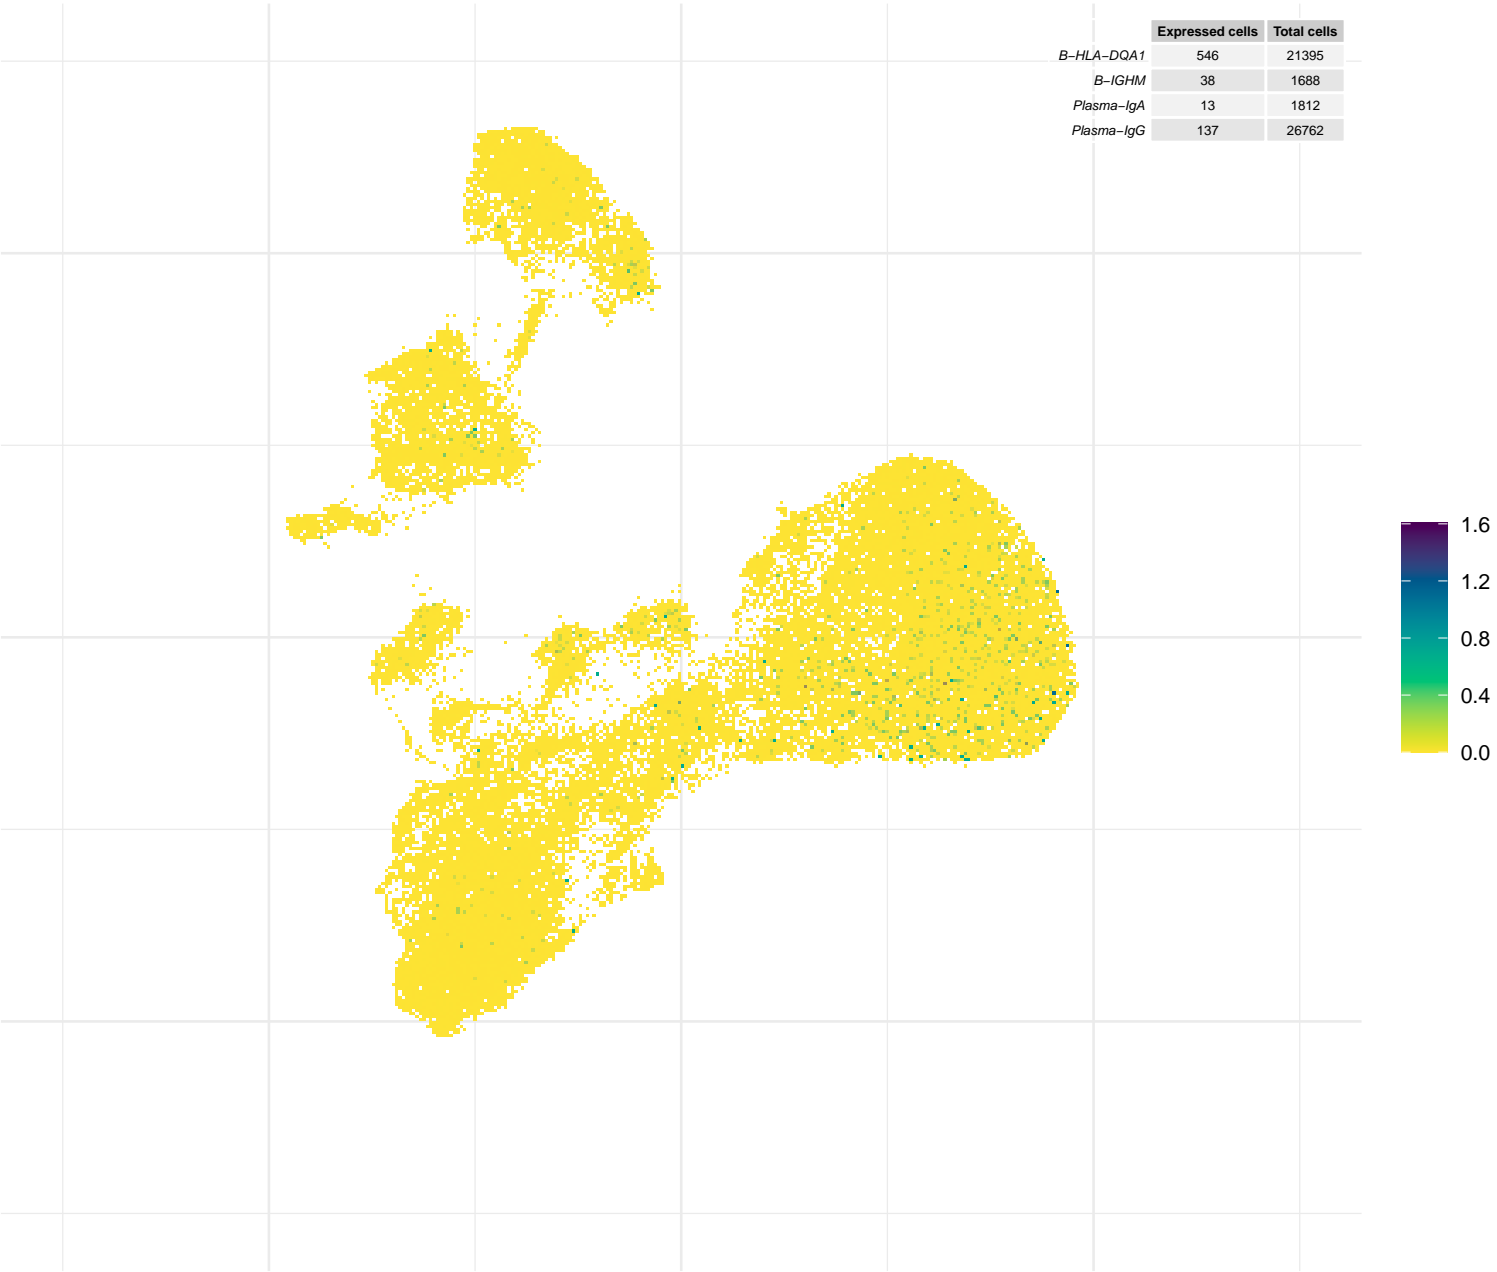 Expressed cells Total cells
B−HLA−DQA1 546 21395
B−IGHM 38 1688
Plasma−IgA 13 1812
Plasma−IgG 137 26762
1.6
1.2
0.8
0.4
0.0